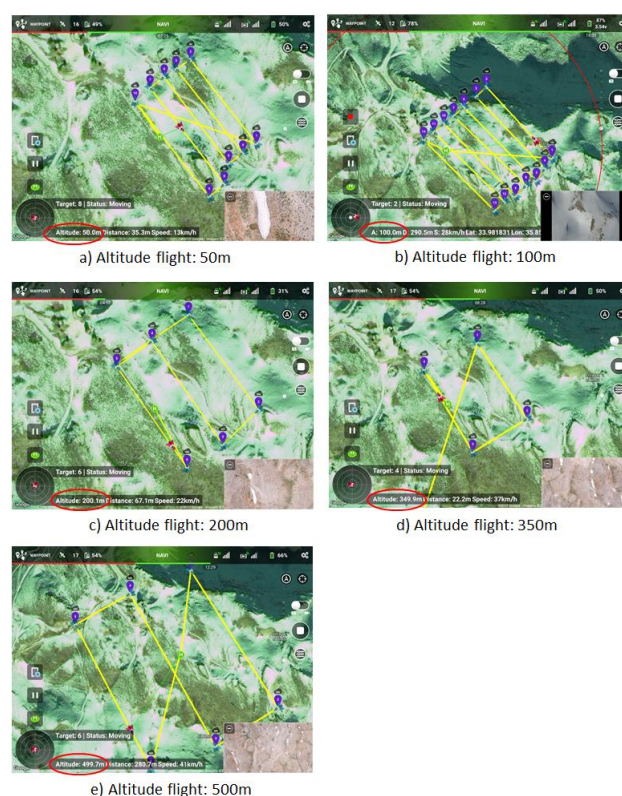 WAYPOINT 16 49% NAVI 50%
Target: 8 | Status: Moving
Altitude: 50.0m Distance: 35.3m Speed: 13km/h
a) Altitude flight: 50m
WAYPOINT 12 78% NAVI 87%
Target: 2 | Status: Moving
A: 100.0m D: 290.5m S: 28km/h Lat: 33.981831 Lon: 35.85
b) Altitude flight: 100m
WAYPOINT 16 54% NAVI 31%
Target: 6 | Status: Moving
Altitude: 200.1m Distance: 67.1m Speed: 22km/h
c) Altitude flight: 200m
WAYPOINT 17 54% NAVI 50%
Target: 4 | Status: Moving
Altitude: 349.9m Distance: 22.2m Speed: 37km/h
d) Altitude flight: 350m
WAYPOINT 17 54% NAVI 66%
Target: 6 | Status: Moving
Altitude: 499.7m Distance: 280.7m Speed: 41km/h
e) Altitude flight: 500m